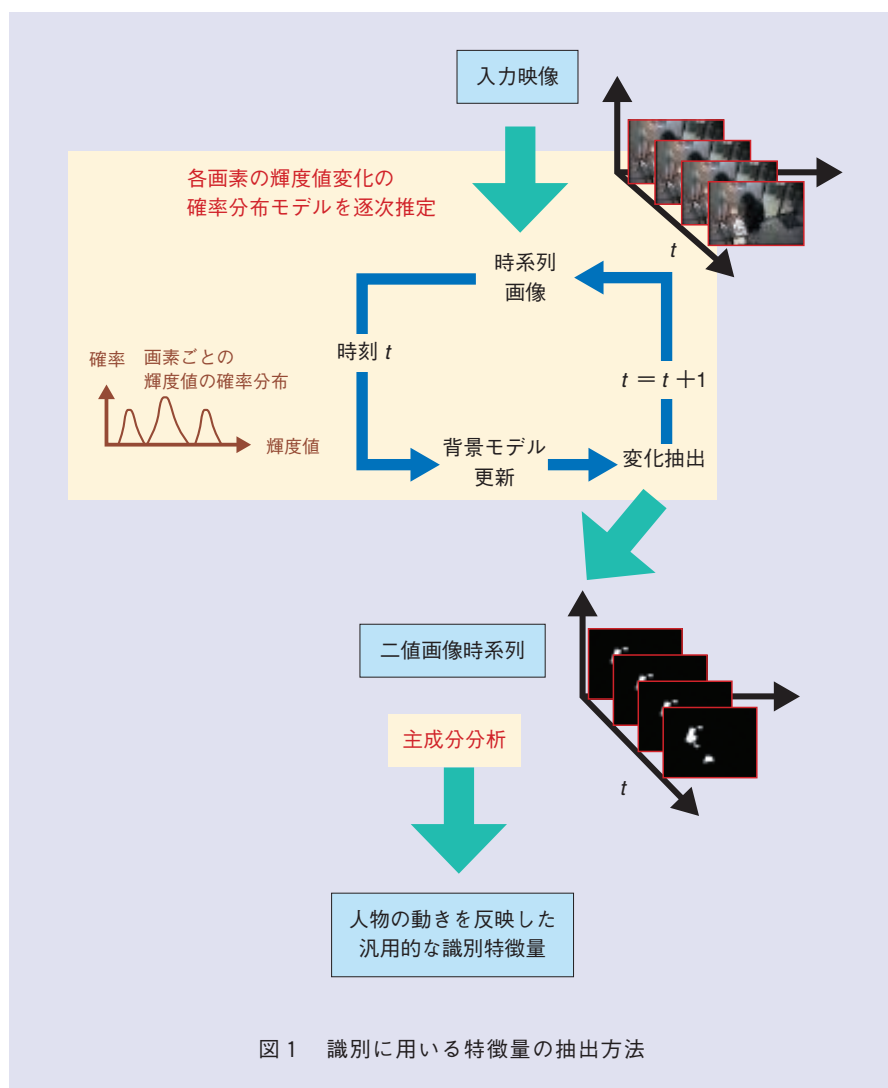 入力映像
t
各画素の輝度値変化の
確率分布モデルを逐次推定
時系列
画像
時刻 t
t = t +1
確率
画素ごとの
輝度値の確率分布
輝度値
背景モデル
更新
変化抽出
二値画像時系列
t
主成分分析
人物の動きを反映した
汎用的な識別特徴量
図1 識別に用いる特徴量の抽出方法